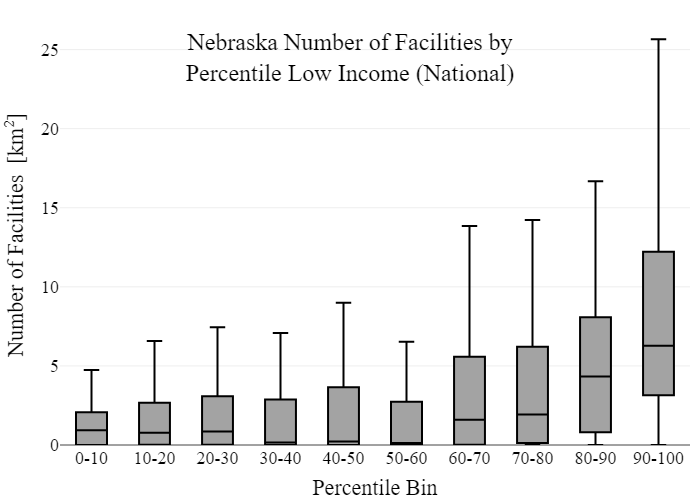 Nebraska Number of Facilities by
Percentile Low Income (National)
Number of Facilities [km²]
25
20
15
10
5
0
0-10 10-20 20-30 30-40 40-50 50-60 60-70 70-80 80-90 90-100
Percentile Bin